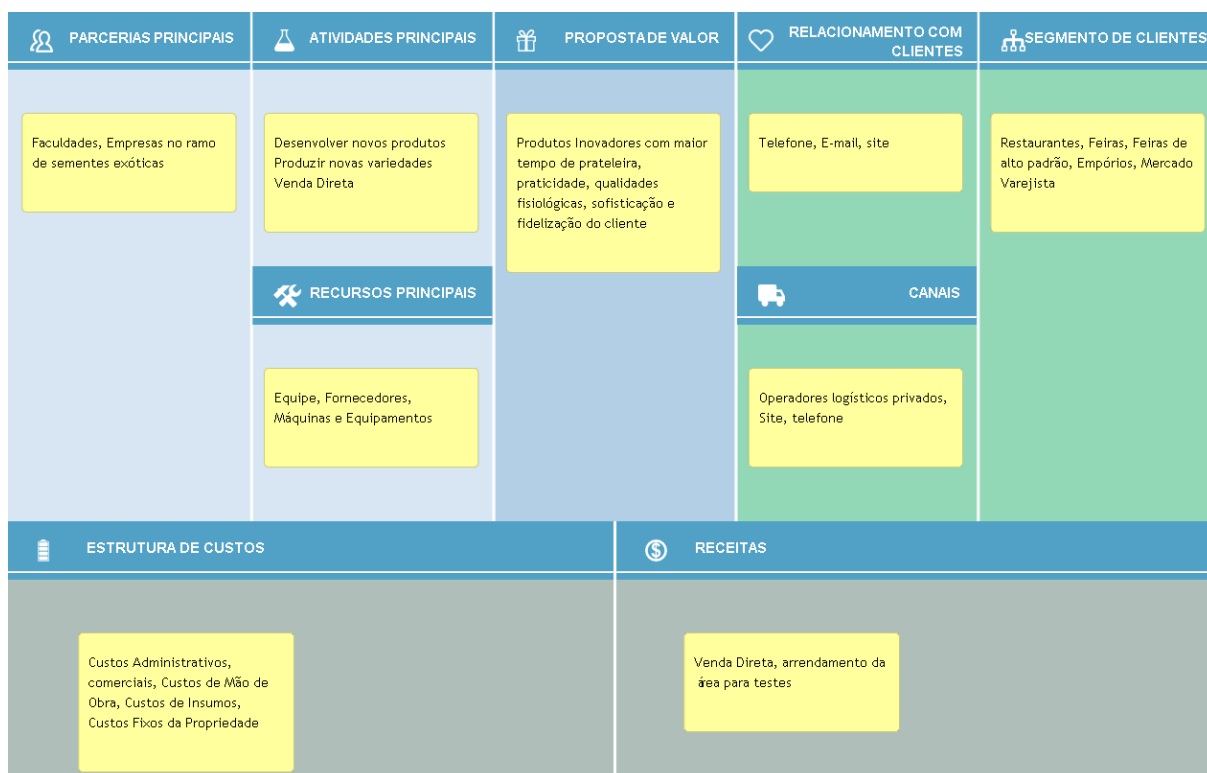 PARCERIAS PRINCIPAIS
Faculdades, Empresas no ramo
de sementes exóticas
ATIVIDADES PRINCIPAIS
Desenvolver novos produtos
Produzir novas variedades
Venda Direta
RECURSOS PRINCIPAIS
Equipe, Fornecedores,
Máquinas e Equipamentos
PROPOSTA DE VALOR
Produtos Inovadores com maior
tempo de prateleira,
praticidade, qualidades
fisiológicas, sofisticação e
fidelização do cliente
RELACIONAMENTO COM
CLIENTES
Telefone, E-mail, site
CANAIS
Operadores logísticos privados,
Site, telefone
SEGMENTO DE CLIENTES
Restaurantes, Feiras, Feiras de
alto padrão, Empórios, Mercado
Varejista
ESTRUTURA DE CUSTOS
Custos Administrativos,
comerciais, Custos de Mão de
Obra, Custos de Insumos,
Custos Fixos da Propriedade
RECEITAS
Venda Direta, arrendamento da
área para testes